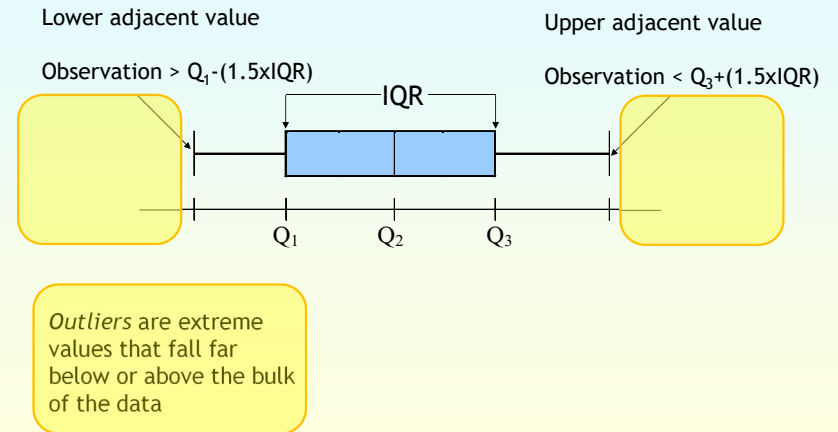 Lower adjacent value
Upper adjacent value
Observation > Q₁-(1.5xIQR)
Observation < Q₃+(1.5xIQR)
IQR
Q₁
Q₂
Q₃
Outliers are extreme
values that fall far
below or above the bulk
of the data